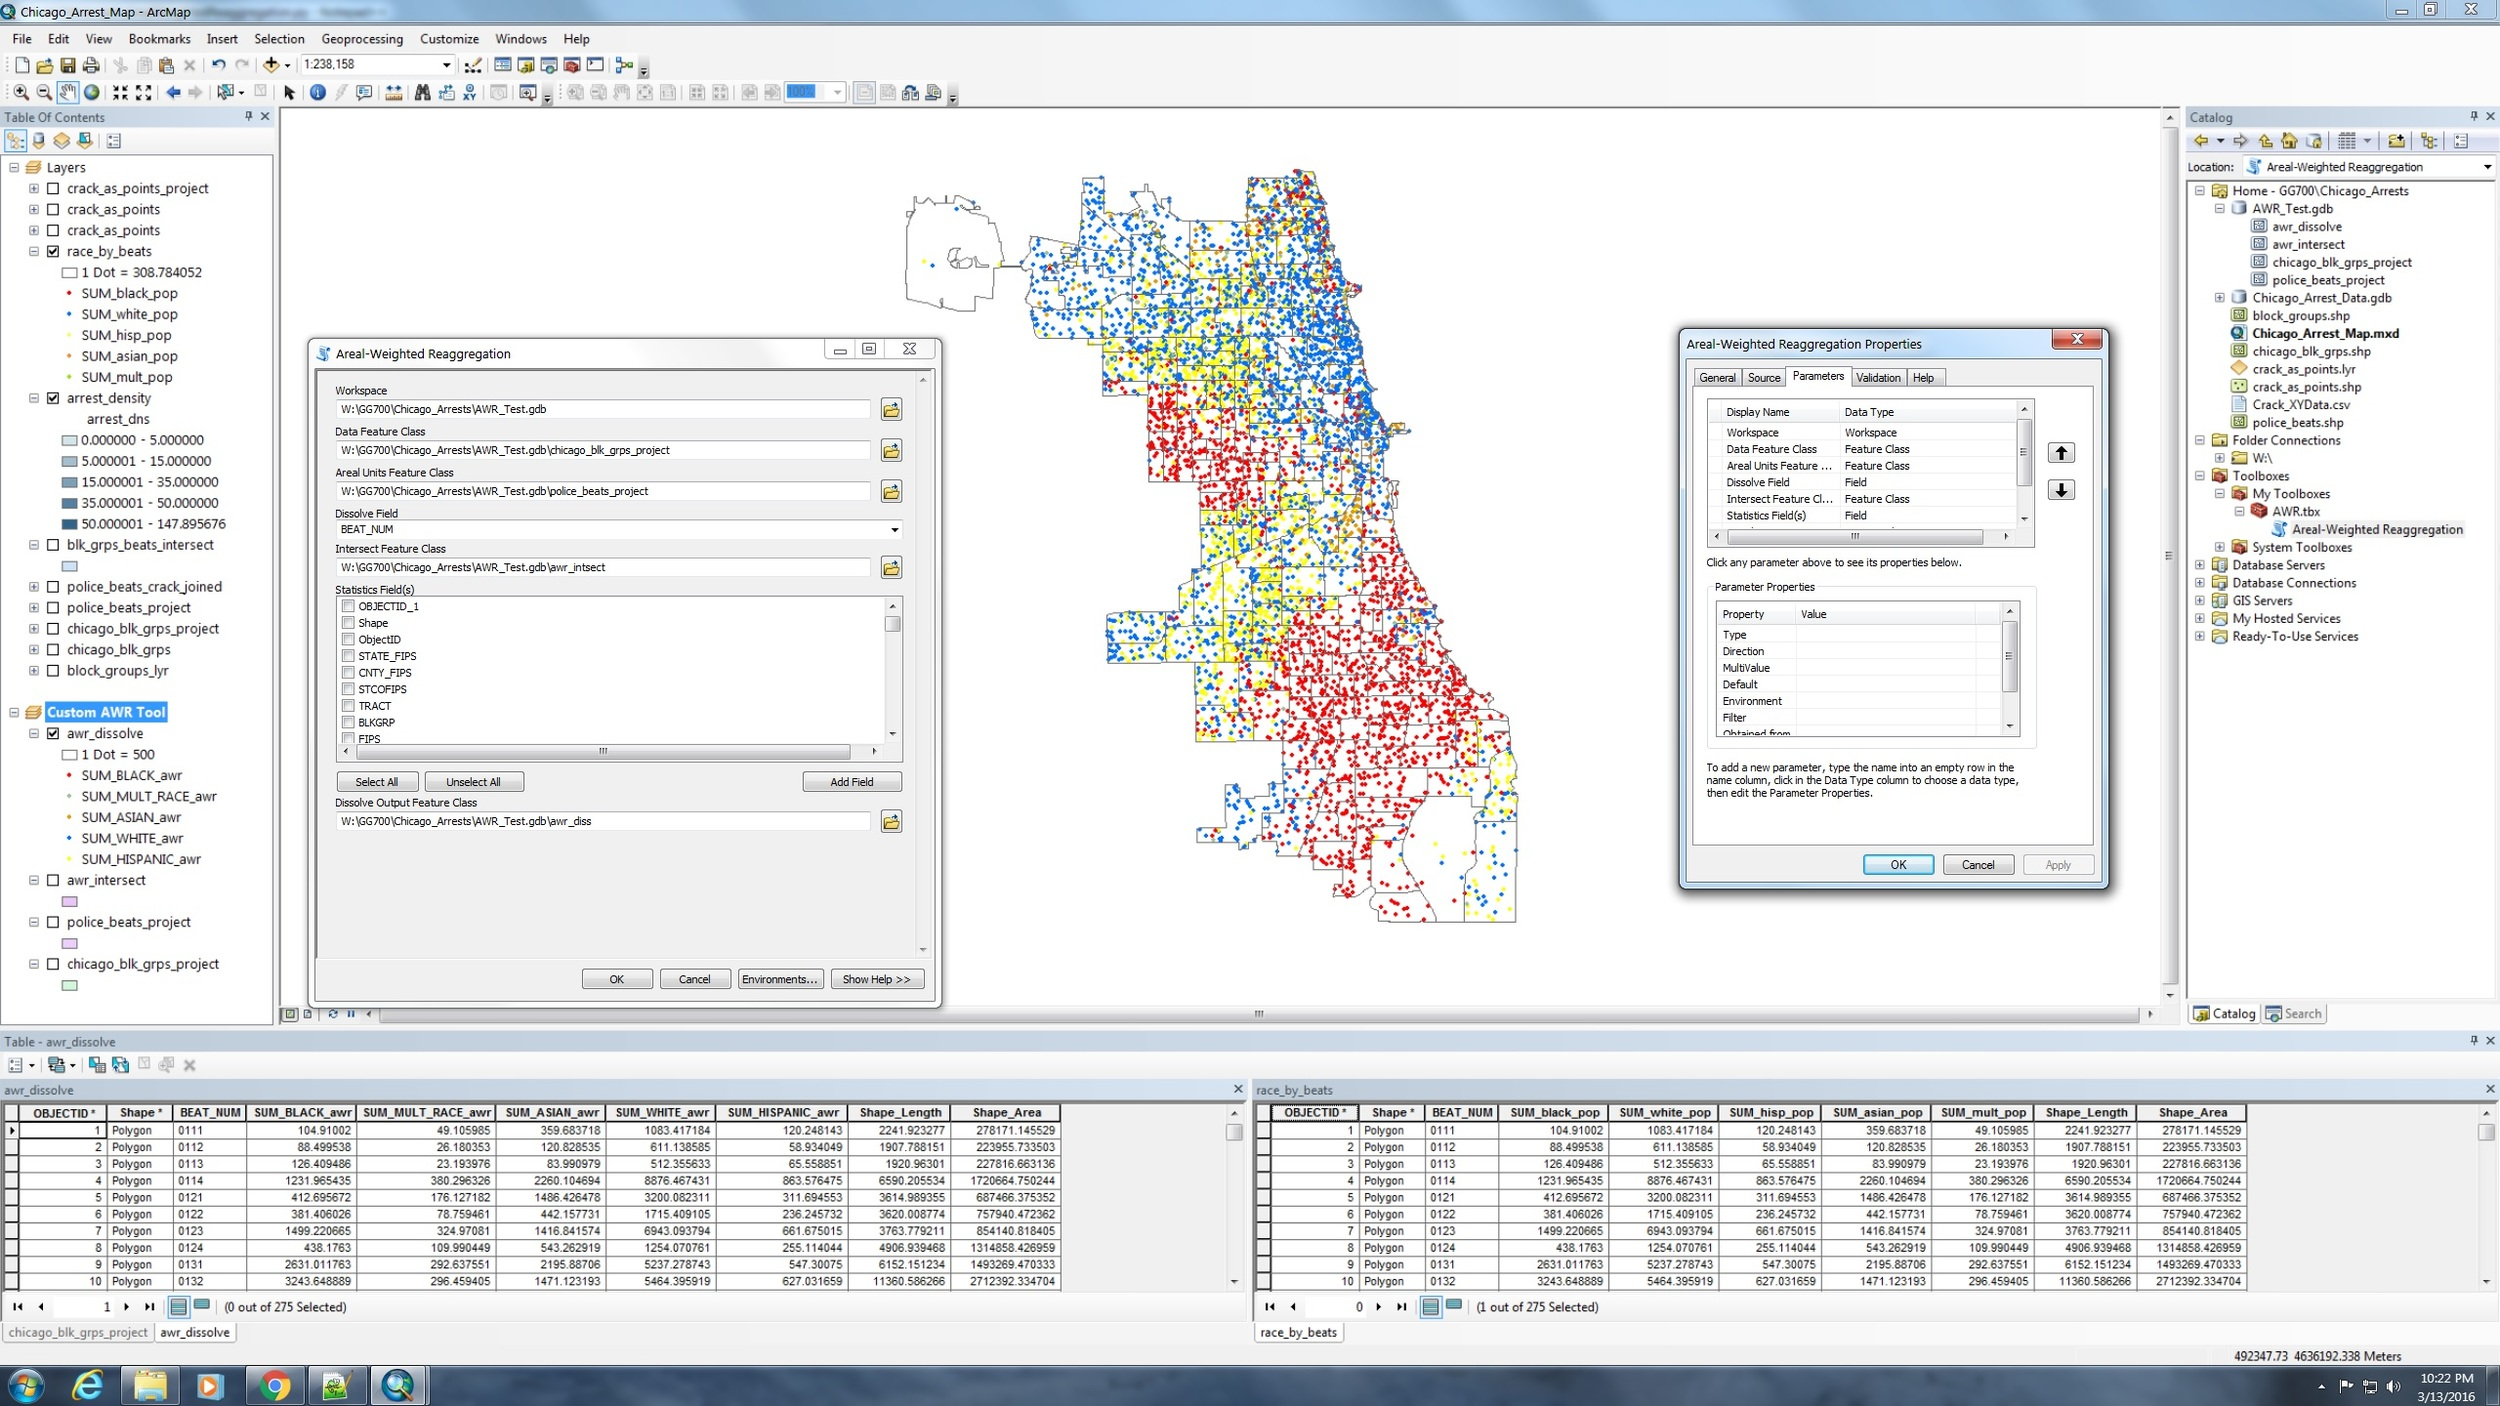 Chicago_Arrest_Map - ArcMap
File Edit View Bookmarks Insert Selection Geoprocessing Customize Windows Help
1:238,158
100%
Table Of Contents
Layers
crack_as_points_project
crack_as_points
crack_as_points
race_by_beats
1 Dot = 308.784052
SUM_black_pop
SUM_white_pop
SUM_hisp_pop
SUM_asian_pop
SUM_mult_pop
arrest_density
arrest_dns
0.000000 - 5.000000
5.000001 - 15.000000
15.000001 - 35.000000
35.000001 - 50.000000
50.000001 - 147.895676
blk_grps_beats_intersect
police_beats_crack_joined
police_beats_project
chicago_blk_grps_project
chicago_blk_grps
block_groups_lyr
Custom AWR Tool
awr_dissolve
1 Dot = 500
SUM_BLACK_awr
SUM_MULT_RACE_awr
SUM_ASIAN_awr
SUM_WHITE_awr
SUM_HISPANIC_awr
awr_intersect
police_beats_project
chicago_blk_grps_project
Areal-Weighted Reaggregation
Workspace
W:\GG700\Chicago_Arrests\AWR_Test.gdb
Data Feature Class
W:\GG700\Chicago_Arrests\AWR_Test.gdb\chicago_blk_grps_project
Areal Units Feature Class
W:\GG700\Chicago_Arrests\AWR_Test.gdb\police_beats_project
Dissolve Field
BEAT_NUM
Intersect Feature Class
W:\GG700\Chicago_Arrests\AWR_Test.gdb\awr_intsect
Statistics Field(s)
OBJECTID_1
Shape
ObjectID
STATE_FIPS
CNTY_FIPS
STCOFIPS
TRACT
BLKGRP
FIPS
Select All Unselect All Add Field
Dissolve Output Feature Class
W:\GG700\Chicago_Arrests\AWR_Test.gdb\awr_diss
OK Cancel Environments... Show Help >>
Areal-Weighted Reaggregation Properties
General Source Parameters Validation Help
Display Name Data Type
Workspace Workspace
Data Feature Class Feature Class
Areal Units Feature ... Feature Class
Dissolve Field Field
Intersect Feature Cl... Feature Class
Statistics Field(s) Field
Click any parameter above to see its properties below.
Parameter Properties
Property Value
Type
Direction
MultiValue
Default
Environment
Filter
Obtained from
To add a new parameter, type the name into an empty row in the
name column, click in the Data Type column to choose a data type,
then edit the Parameter Properties.
OK Cancel Apply
Catalog
Location: Areal-Weighted Reaggregation
Home - GG700\Chicago_Arrests
AWR_Test.gdb
awr_dissolve
awr_intersect
chicago_blk_grps_project
police_beats_project
Chicago_Arrest_Data.gdb
block_groups.shp
Chicago_Arrest_Map.mxd
chicago_blk_grps.shp
crack_as_points.lyr
crack_as_points.shp
Crack_XYData.csv
police_beats.shp
Folder Connections
W:\
Toolboxes
My Toolboxes
AWR.tbx
Areal-Weighted Reaggregation
System Toolboxes
Database Servers
Database Connections
GIS Servers
My Hosted Services
Ready-To-Use Services
Catalog Search
Table - awr_dissolve
awr_dissolve
OBJECTID * Shape * BEAT_NUM SUM_BLACK_awr SUM_MULT_RACE_awr SUM_ASIAN_awr SUM_WHITE_awr SUM_HISPANIC_awr Shape_Length Shape_Area
1 Polygon 0111 104.91002 49.105985 359.683718 1083.417184 120.248143 2241.923277 278171.145529
2 Polygon 0112 88.499538 26.180353 120.828535 611.138585 58.934049 1907.788151 223955.733503
3 Polygon 0113 126.409486 23.193976 83.990979 512.355633 65.558851 1920.96301 227816.663136
4 Polygon 0114 1231.965435 380.296326 2260.104694 8876.467431 863.576475 6590.205534 1720664.750244
5 Polygon 0121 412.695672 176.127182 1486.426478 3200.082311 311.694553 3614.989355 687466.375352
6 Polygon 0122 381.406026 78.759461 442.157731 1715.409105 236.245732 3620.008774 757940.472362
7 Polygon 0123 1499.220665 324.97081 1416.841574 6943.093794 661.675015 3763.779211 854140.818405
8 Polygon 0124 438.1763 109.990449 543.262919 1254.070761 255.114044 4906.939468 1314858.426959
9 Polygon 0131 2631.011763 292.637551 2195.88706 5237.278743 547.30075 6152.151234 1493269.470333
10 Polygon 0132 3243.648889 296.459405 1471.123193 5464.395919 627.031659 11360.586266 2712392.334704
1 (0 out of 275 Selected)
chicago_blk_grps_project awr_dissolve
race_by_beats
OBJECTID * Shape * BEAT_NUM SUM_black_pop SUM_white_pop SUM_hisp_pop SUM_asian_pop SUM_mult_pop Shape_Length Shape_Area
1 Polygon 0111 104.91002 1083.417184 120.248143 359.683718 49.105985 2241.923277 278171.145529
2 Polygon 0112 88.499538 611.138585 58.934049 120.828535 26.180353 1907.788151 223955.733503
3 Polygon 0113 126.409486 512.355633 65.558851 83.990979 23.193976 1920.96301 227816.663136
4 Polygon 0114 1231.965435 8876.467431 863.576475 2260.104694 380.296326 6590.205534 1720664.750244
5 Polygon 0121 412.695672 3200.082311 311.694553 1486.426478 176.127182 3614.989355 687466.375352
6 Polygon 0122 381.406026 1715.409105 236.245732 442.157731 78.759461 3620.008774 757940.472362
7 Polygon 0123 1499.220665 6943.093794 661.675015 1416.841574 324.97081 3763.779211 854140.818405
8 Polygon 0124 438.1763 1254.070761 255.114044 543.262919 109.990449 4906.939468 1314858.426959
9 Polygon 0131 2631.011763 5237.278743 547.30075 2195.88706 292.637551 6152.151234 1493269.470333
10 Polygon 0132 3243.648889 5464.395919 627.031659 1471.123193 296.459405 11360.586266 2712392.334704
0 (1 out of 275 Selected)
race_by_beats
492347.73 4636192.338 Meters
10:22 PM
3/13/2016